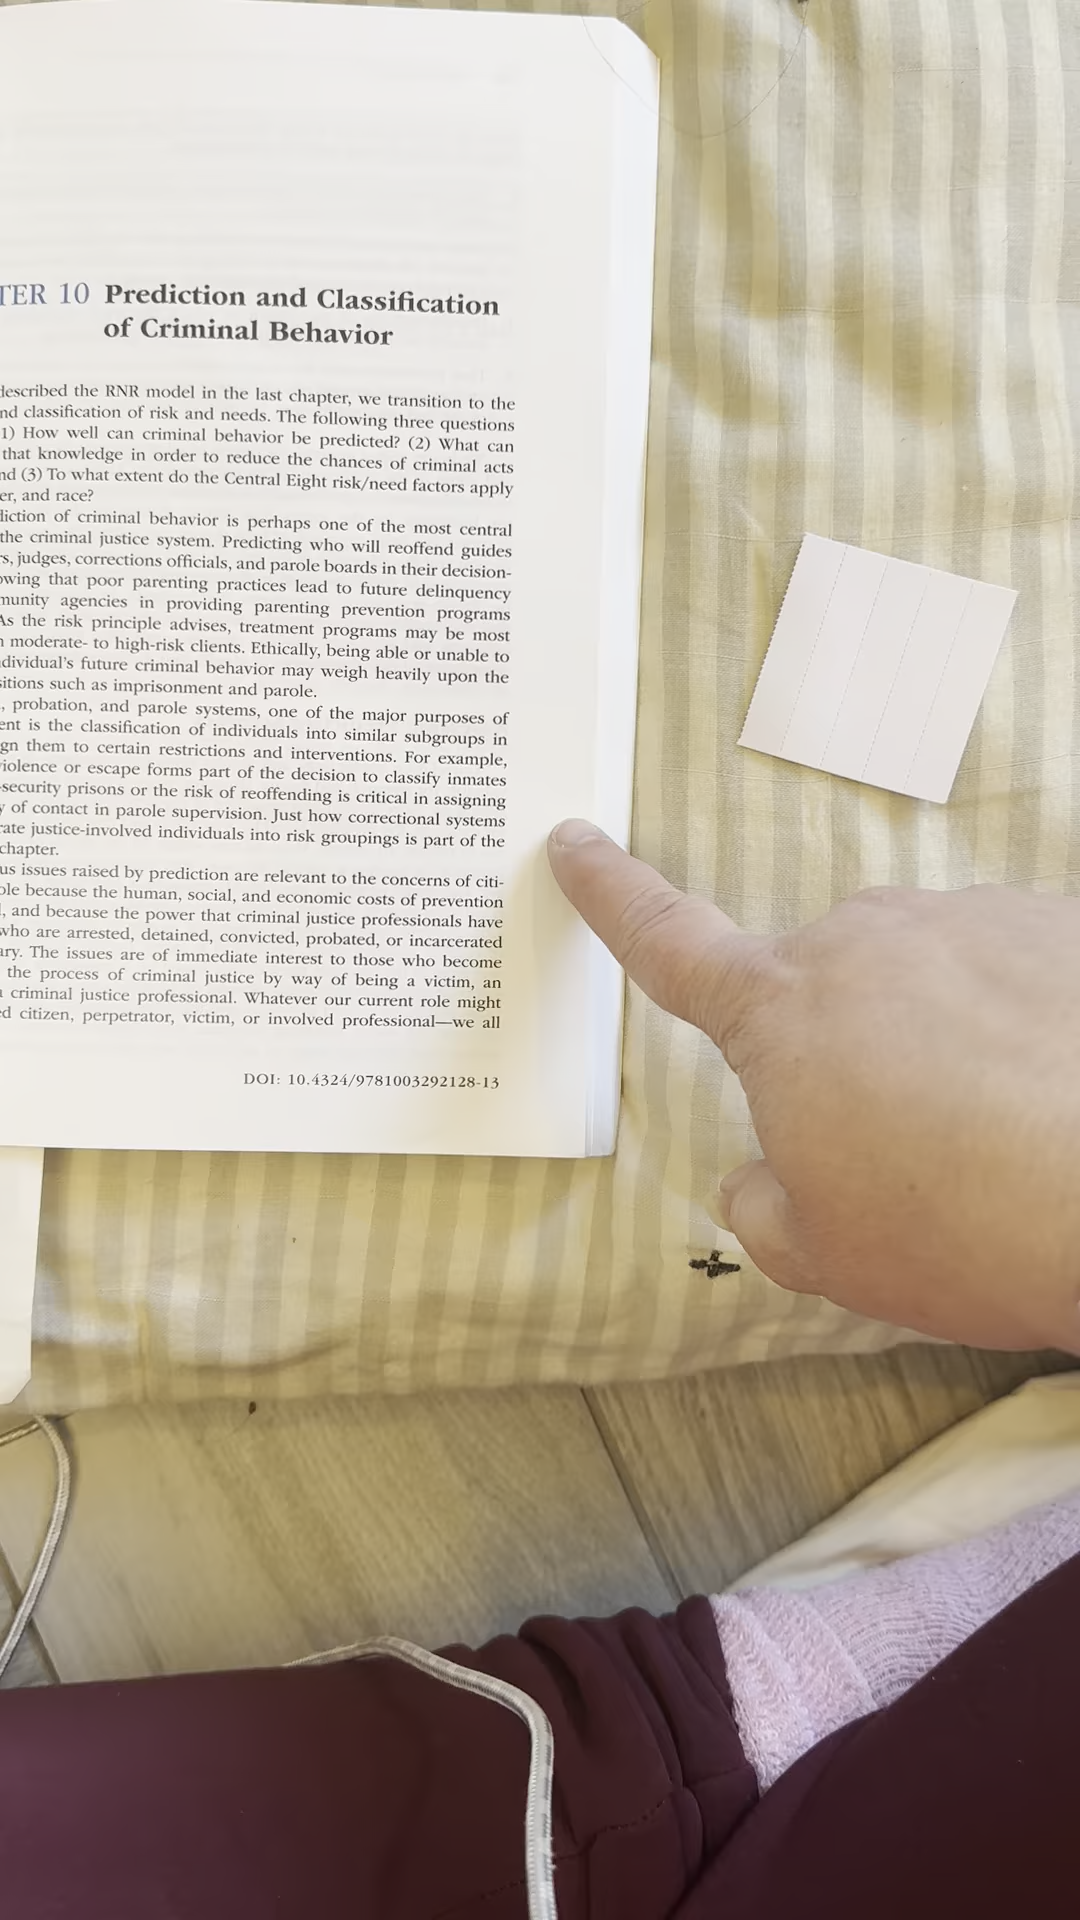 TER 10 Prediction and Classification
of Criminal Behavior
described the RNR model in the last chapter, we transition to the
nd classification of risk and needs. The following three questions
1) How well can criminal behavior be predicted? (2) What can
that knowledge in order to reduce the chances of criminal acts
nd (3) To what extent do the Central Eight risk/need factors apply
er, and race?
diction of criminal behavior is perhaps one of the most central
the criminal justice system. Predicting who will reoffend guides
rs, judges, corrections officials, and parole boards in their decision-
owing that poor parenting practices lead to future delinquency
munity agencies in providing parenting prevention programs
As the risk principle advises, treatment programs may be most
moderate- to high-risk clients. Ethically, being able or unable to
dividual's future criminal behavior may weigh heavily upon the
sitions such as imprisonment and parole.
, probation, and parole systems, one of the major purposes of
ent is the classification of individuals into similar subgroups in
gn them to certain restrictions and interventions. For example,
violence or escape forms part of the decision to classify inmates
-security prisons or the risk of reoffending is critical in assigning
y of contact in parole supervision. Just how correctional systems
rate justice-involved individuals into risk groupings is part of the
chapter.
us issues raised by prediction are relevant to the concerns of citi-
ole because the human, social, and economic costs of prevention
, and because the power that criminal justice professionals have
who are arrested, detained, convicted, probated, or incarcerated
ary. The issues are of immediate interest to those who become
the process of criminal justice by way of being a victim, an
criminal justice professional. Whatever our current role might
ed citizen, perpetrator, victim, or involved professional—we all
DOI: 10.4324/9781003292128-13